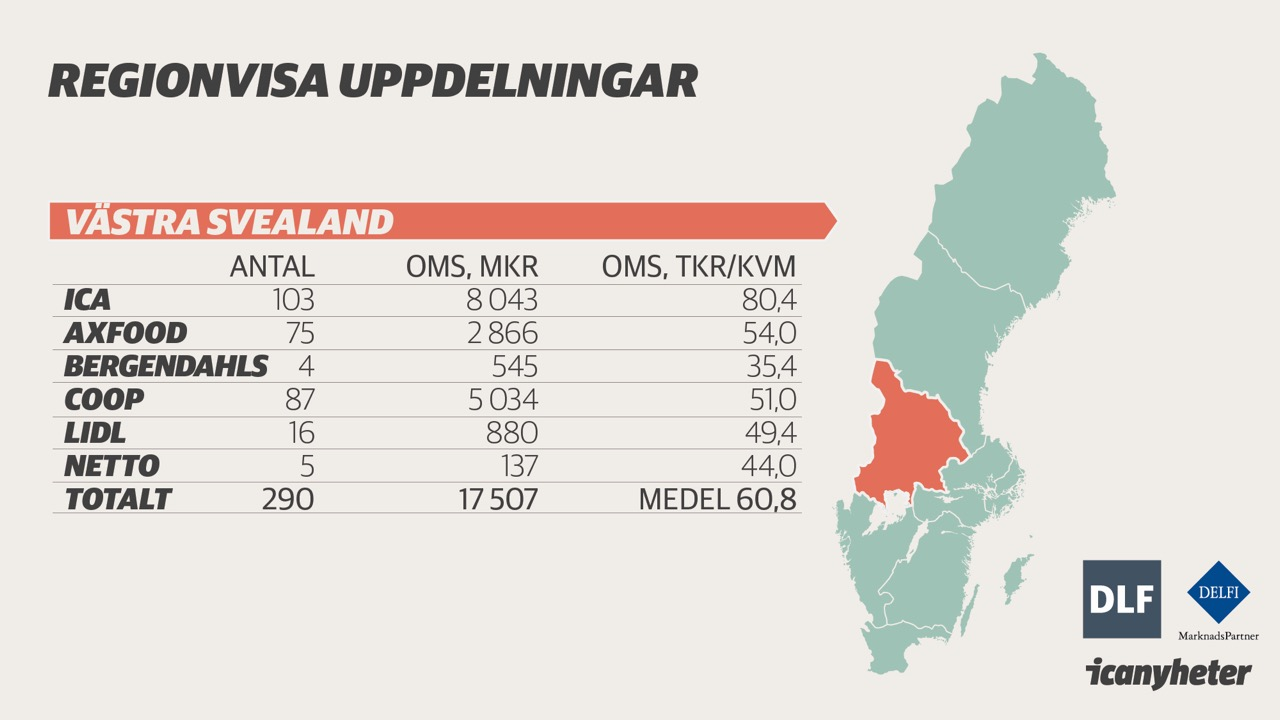 REGIONVISA UPPDELNINGAR
VÄSTRA SVEALAND
ANTAL OMS, MKR OMS, TKR/KVM
ICA 103 8 043 80,4
AXFOOD 75 2 866 54,0
BERGENDAHLS 4 545 35,4
COOP 87 5 034 51,0
LIDL 16 880 49,4
NETTO 5 137 44,0
TOTALT 290 17 507 MEDEL 60,8
DLF
DELFI
MarknadsPartner
icanyheter